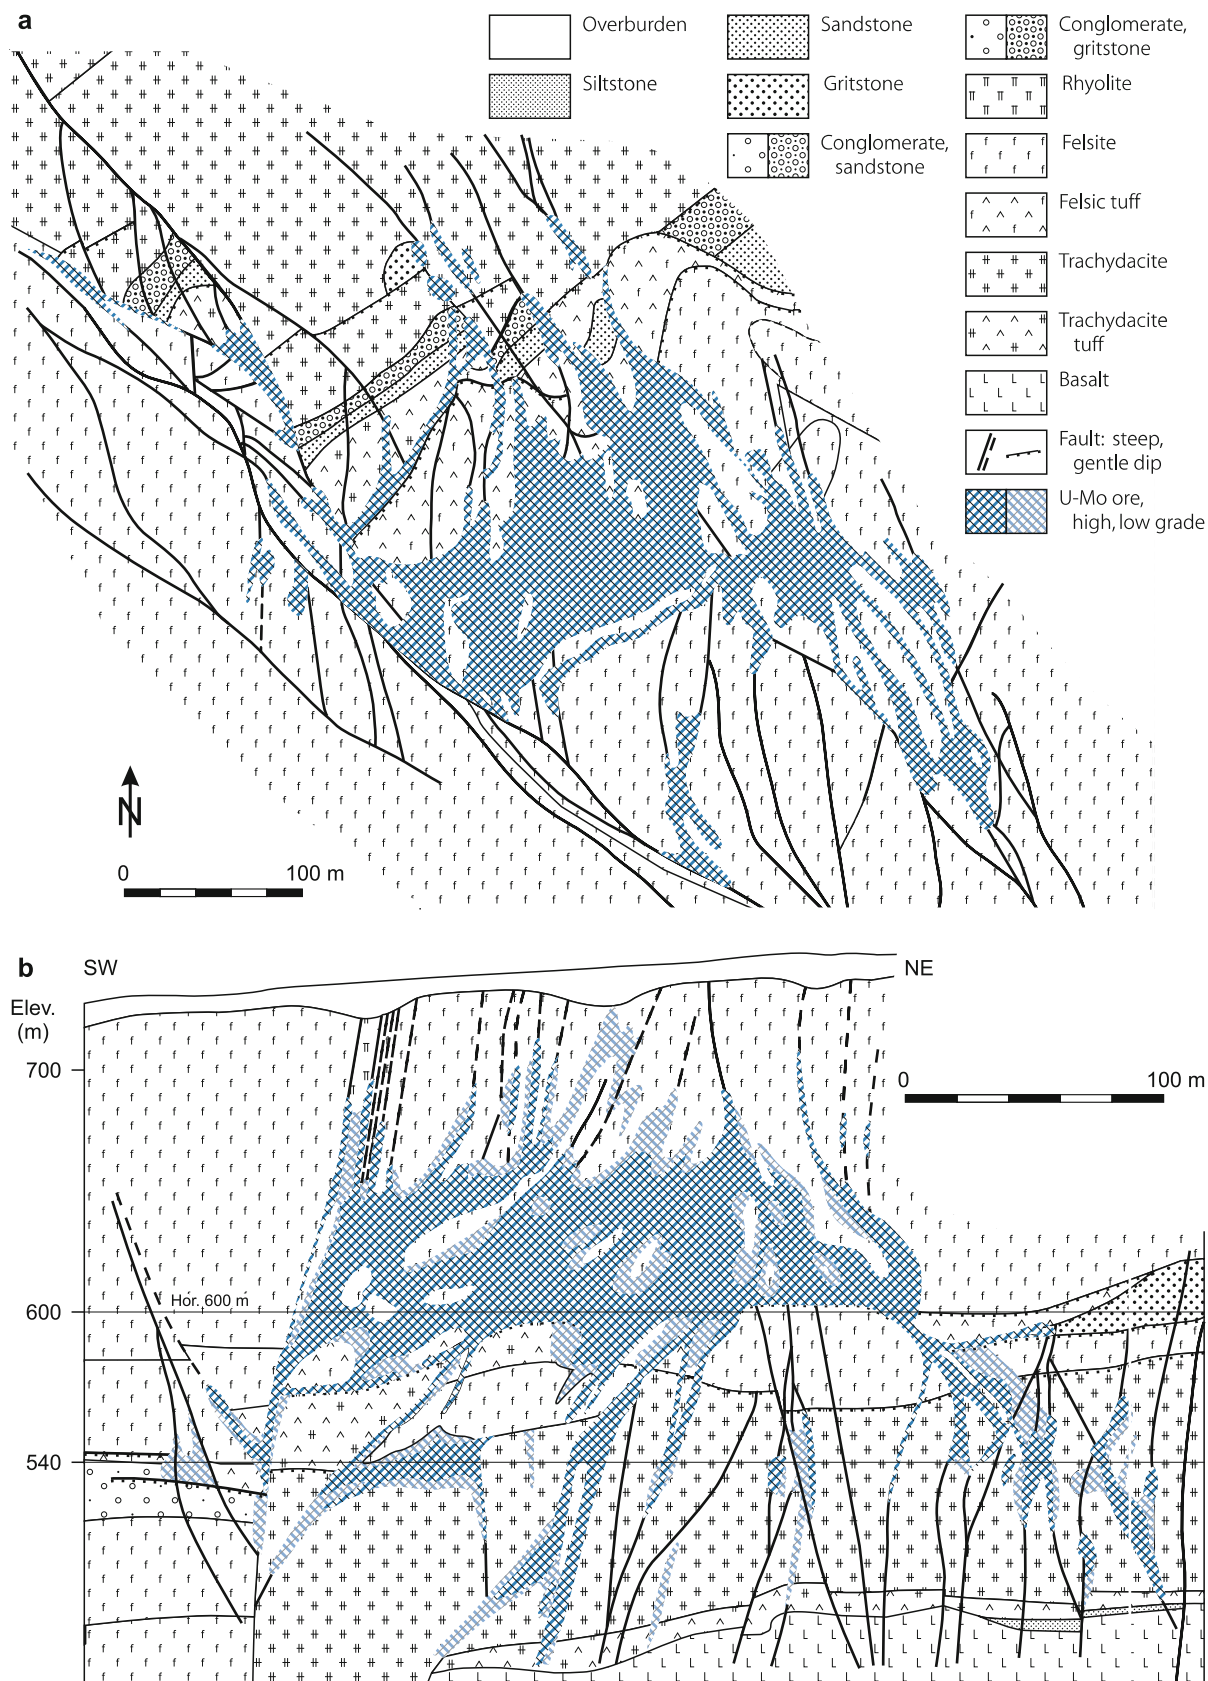 a
Overburden
Siltstone
Sandstone
Gritstone
Conglomerate,
sandstone
Conglomerate,
gritstone
Rhyolite
Felsite
Felsic tuff
Trachydacite
Trachydacite
tuff
Basalt
Fault: steep,
gentle dip
U-Mo ore,
high, low grade
N
0 100 m
b
SW
NE
Elev.
(m)
700
0 100 m
Hor. 600 m
600
540